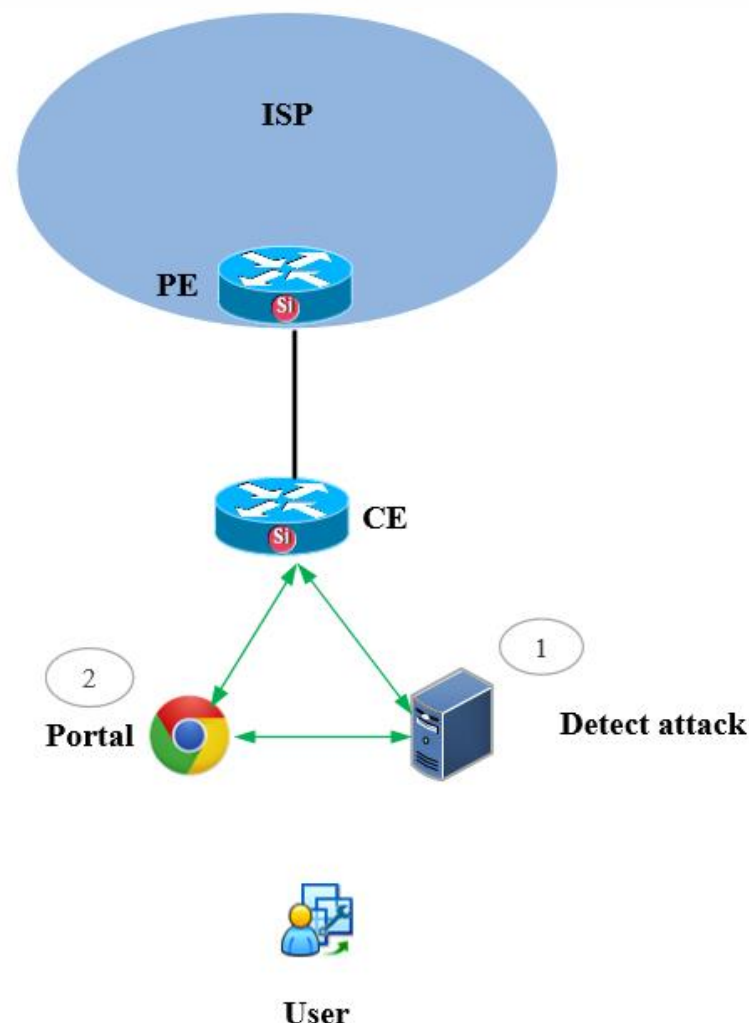 ISP
PE
Si
CE
Si
1
2
Portal
Detect attack
User